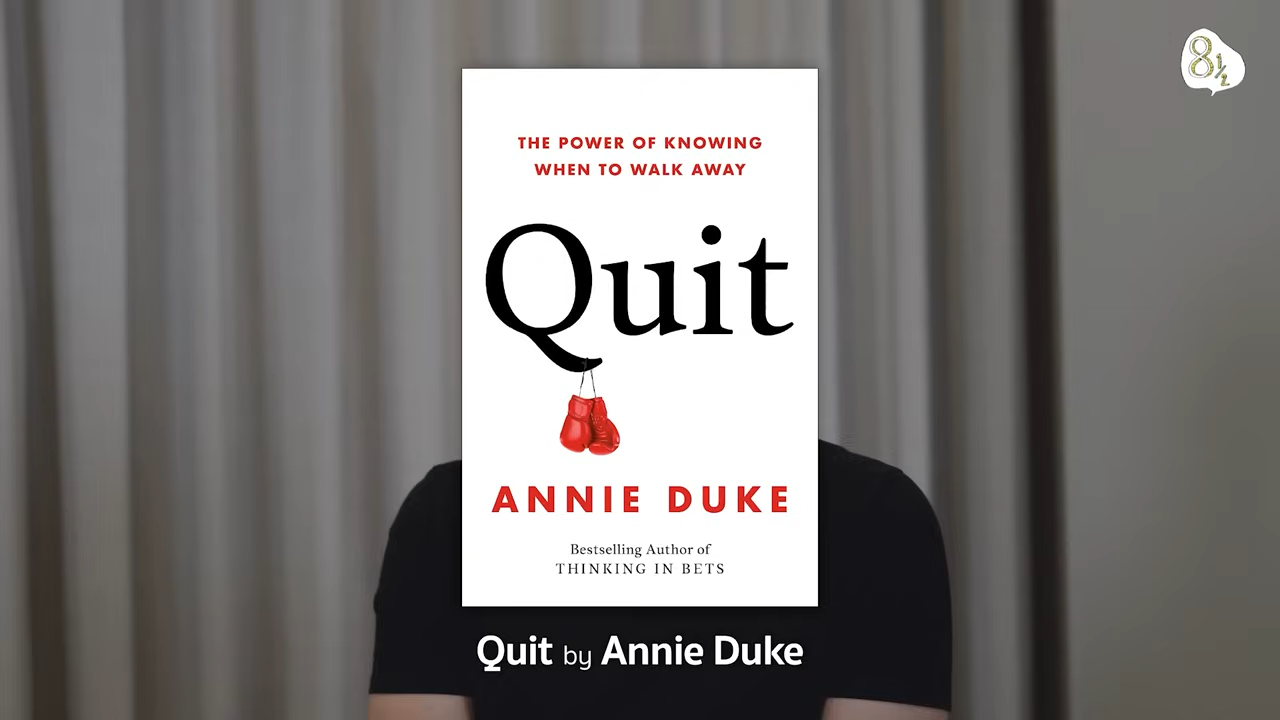 8½
THE POWER OF KNOWING
WHEN TO WALK AWAY
Quit
ANNIE DUKE
Bestselling Author of
THINKING IN BETS
Quit by Annie Duke